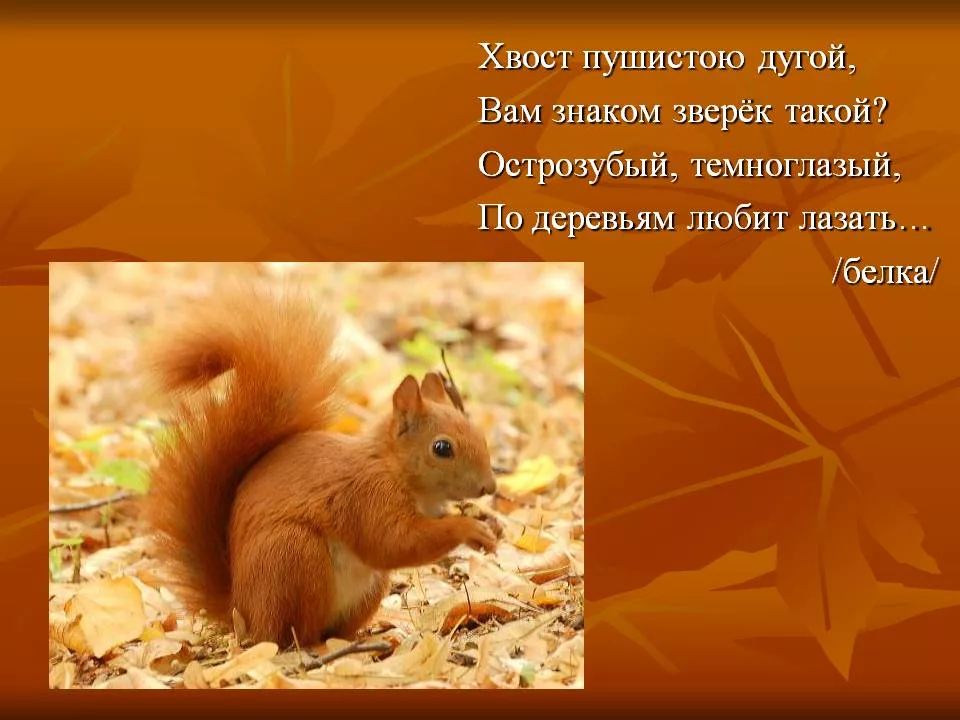 Хвост пушистою дугой,
Вам знаком зверёк такой?
Острозубый, темноглазый,
По деревьям любит лазать…
/белка/